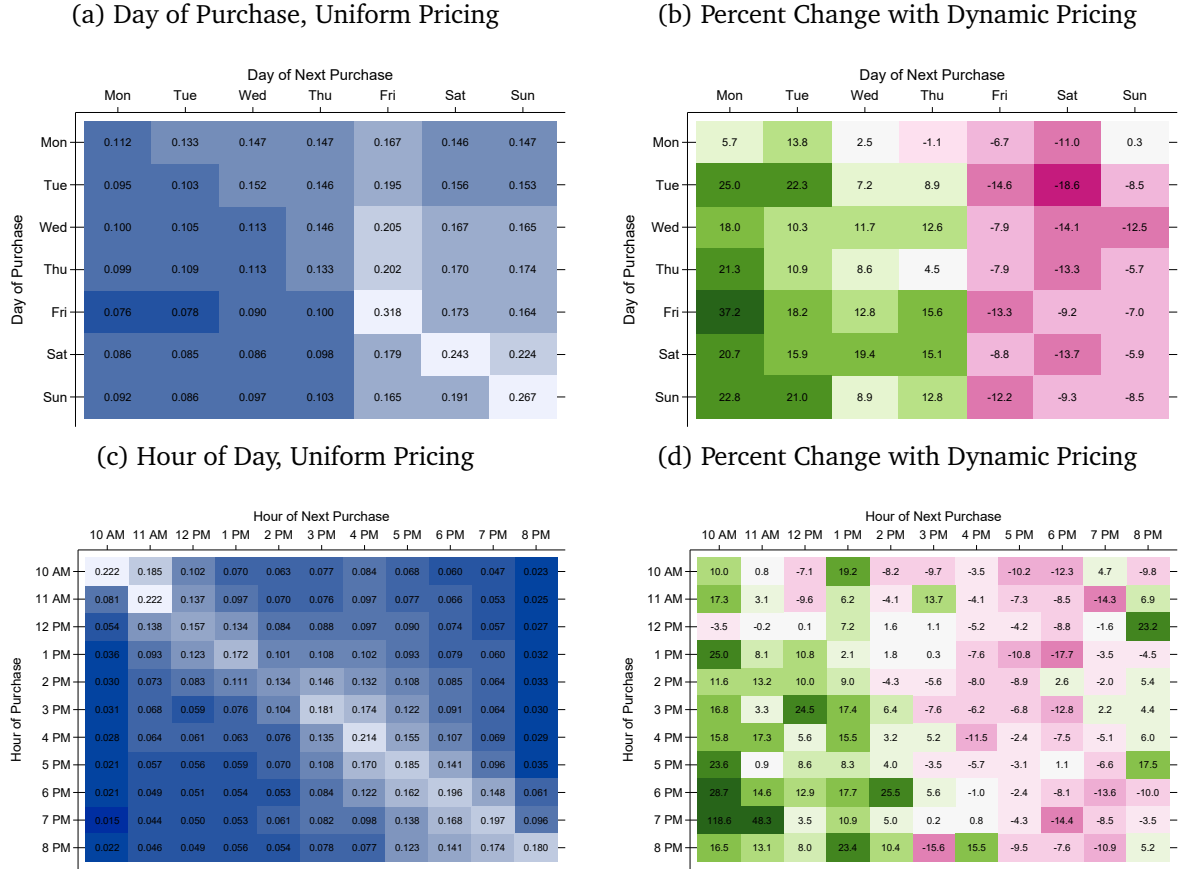 (a) Day of Purchase, Uniform Pricing
Day of Next Purchase
Mon Tue Wed Thu Fri Sat Sun
Day of Purchase
Mon 0.112 0.133 0.147 0.147 0.167 0.146 0.147
Tue 0.095 0.103 0.152 0.146 0.195 0.156 0.153
Wed 0.100 0.105 0.113 0.146 0.205 0.167 0.165
Thu 0.099 0.109 0.113 0.133 0.202 0.170 0.174
Fri 0.076 0.078 0.090 0.100 0.318 0.173 0.164
Sat 0.086 0.085 0.086 0.098 0.179 0.243 0.224
Sun 0.092 0.086 0.097 0.103 0.165 0.191 0.267
(b) Percent Change with Dynamic Pricing
Day of Next Purchase
Mon Tue Wed Thu Fri Sat Sun
Day of Purchase
Mon 5.7 13.8 2.5 -1.1 -6.7 -11.0 0.3
Tue 25.0 22.3 7.2 8.9 -14.6 -18.6 -8.5
Wed 18.0 10.3 11.7 12.6 -7.9 -14.1 -12.5
Thu 21.3 10.9 8.6 4.5 -7.9 -13.3 -5.7
Fri 37.2 18.2 12.8 15.6 -13.3 -9.2 -7.0
Sat 20.7 15.9 19.4 15.1 -8.8 -13.7 -5.9
Sun 22.8 21.0 8.9 12.8 -12.2 -9.3 -8.5
(c) Hour of Day, Uniform Pricing
Hour of Next Purchase
10 AM 11 AM 12 PM 1 PM 2 PM 3 PM 4 PM 5 PM 6 PM 7 PM 8 PM
Hour of Purchase
10 AM 0.222 0.185 0.102 0.070 0.063 0.077 0.084 0.068 0.060 0.047 0.023
11 AM 0.081 0.222 0.137 0.097 0.070 0.076 0.097 0.077 0.066 0.053 0.025
12 PM 0.054 0.138 0.157 0.134 0.084 0.088 0.097 0.090 0.074 0.057 0.027
1 PM 0.036 0.093 0.123 0.172 0.101 0.108 0.102 0.093 0.079 0.060 0.032
2 PM 0.030 0.073 0.083 0.111 0.134 0.146 0.132 0.108 0.085 0.064 0.033
3 PM 0.031 0.068 0.059 0.076 0.104 0.181 0.174 0.122 0.091 0.064 0.030
4 PM 0.028 0.064 0.061 0.063 0.076 0.135 0.214 0.155 0.107 0.069 0.029
5 PM 0.021 0.057 0.056 0.059 0.070 0.108 0.170 0.185 0.141 0.096 0.035
6 PM 0.021 0.049 0.051 0.054 0.053 0.084 0.122 0.162 0.196 0.148 0.061
7 PM 0.015 0.044 0.050 0.053 0.061 0.082 0.098 0.138 0.168 0.197 0.096
8 PM 0.022 0.046 0.049 0.056 0.054 0.078 0.077 0.123 0.141 0.174 0.180
(d) Percent Change with Dynamic Pricing
Hour of Next Purchase
10 AM 11 AM 12 PM 1 PM 2 PM 3 PM 4 PM 5 PM 6 PM 7 PM 8 PM
Hour of Purchase
10 AM 10.0 0.8 -7.1 19.2 -8.2 -9.7 -3.5 -10.2 -12.3 4.7 -9.8
11 AM 17.3 3.1 -9.6 6.2 -4.1 13.7 -4.1 -7.3 -8.5 -14.3 6.9
12 PM -3.5 -0.2 0.1 7.2 1.6 1.1 -5.2 -4.2 -8.8 -1.6 23.2
1 PM 25.0 8.1 10.8 2.1 1.8 0.3 -7.6 -10.8 -17.7 -3.5 -4.5
2 PM 11.6 13.2 10.0 9.0 -4.3 -5.6 -8.0 -8.9 2.6 -2.0 5.4
3 PM 16.8 3.3 24.5 17.4 6.4 -7.6 -6.2 -6.8 -12.8 2.2 4.4
4 PM 15.8 17.3 5.6 15.5 3.2 5.2 -11.5 -2.4 -7.5 -5.1 6.0
5 PM 23.6 0.9 8.6 8.3 4.0 -3.5 -5.7 -3.1 1.1 -6.6 17.5
6 PM 28.7 14.6 12.9 17.7 25.5 5.6 -1.0 -2.4 -8.1 -13.6 -10.0
7 PM 118.6 48.3 3.5 10.9 5.0 0.2 0.8 -4.3 -14.4 -8.5 -3.5
8 PM 16.5 13.1 8.0 23.4 10.4 -15.6 15.5 -9.5 -7.6 -10.9 5.2